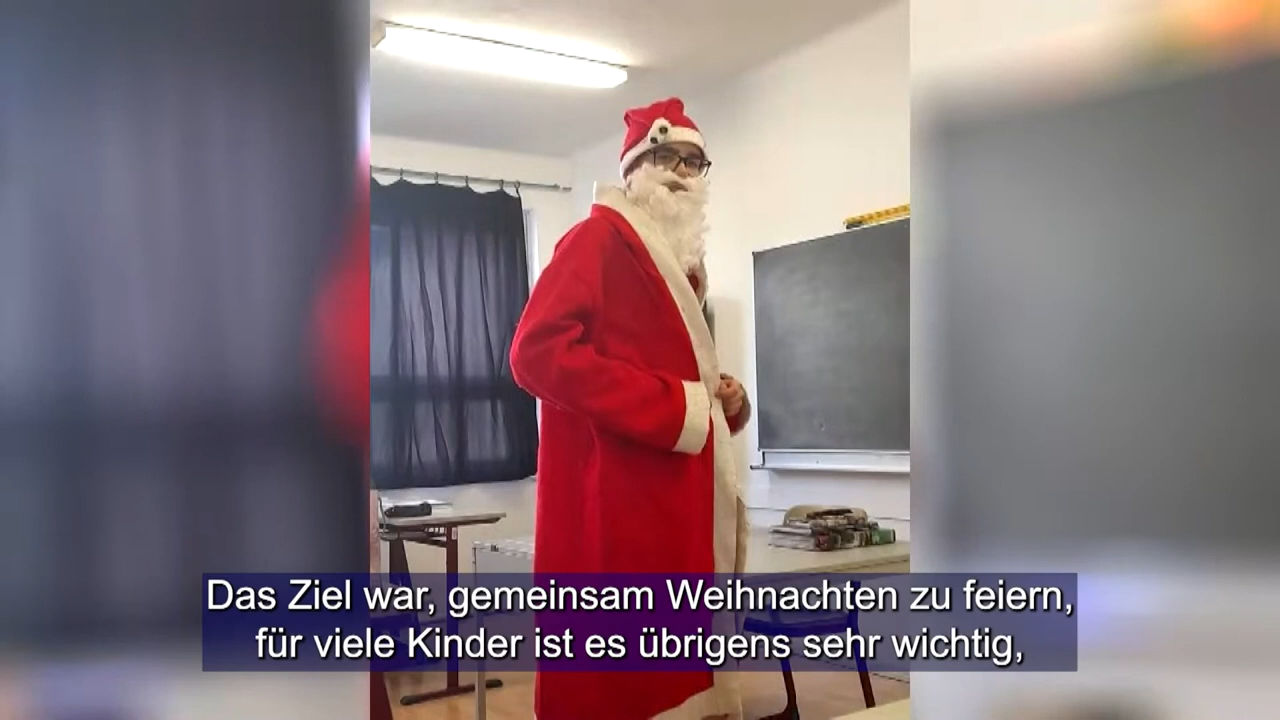 Das Ziel war, gemeinsam Weihnachten zu feiern,
für viele Kinder ist es übrigens sehr wichtig,